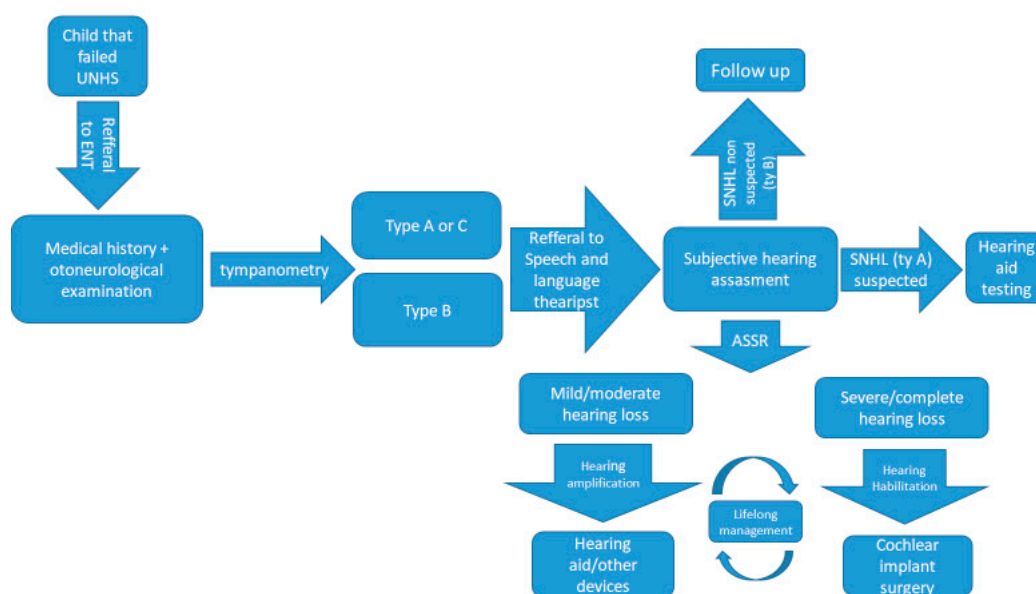 Child that
failed
UNHS
Refferal
to ENT
Medical history +
otoneurological
examination
tympanometry
Type A or C
Type B
Refferal to
Speech and
language
thearipst
Follow up
SNHL non
suspected
(ty B)
Subjective hearing
assasment
SNHL (ty A)
suspected
Hearing
aid
testing
ASSR
Mild/moderate
hearing loss
Severe/complete
hearing loss
Hearing
amplification
Lifelong
management
Hearing
Habilitation
Hearing
aid/other
devices
Cochlear
implant
surgery